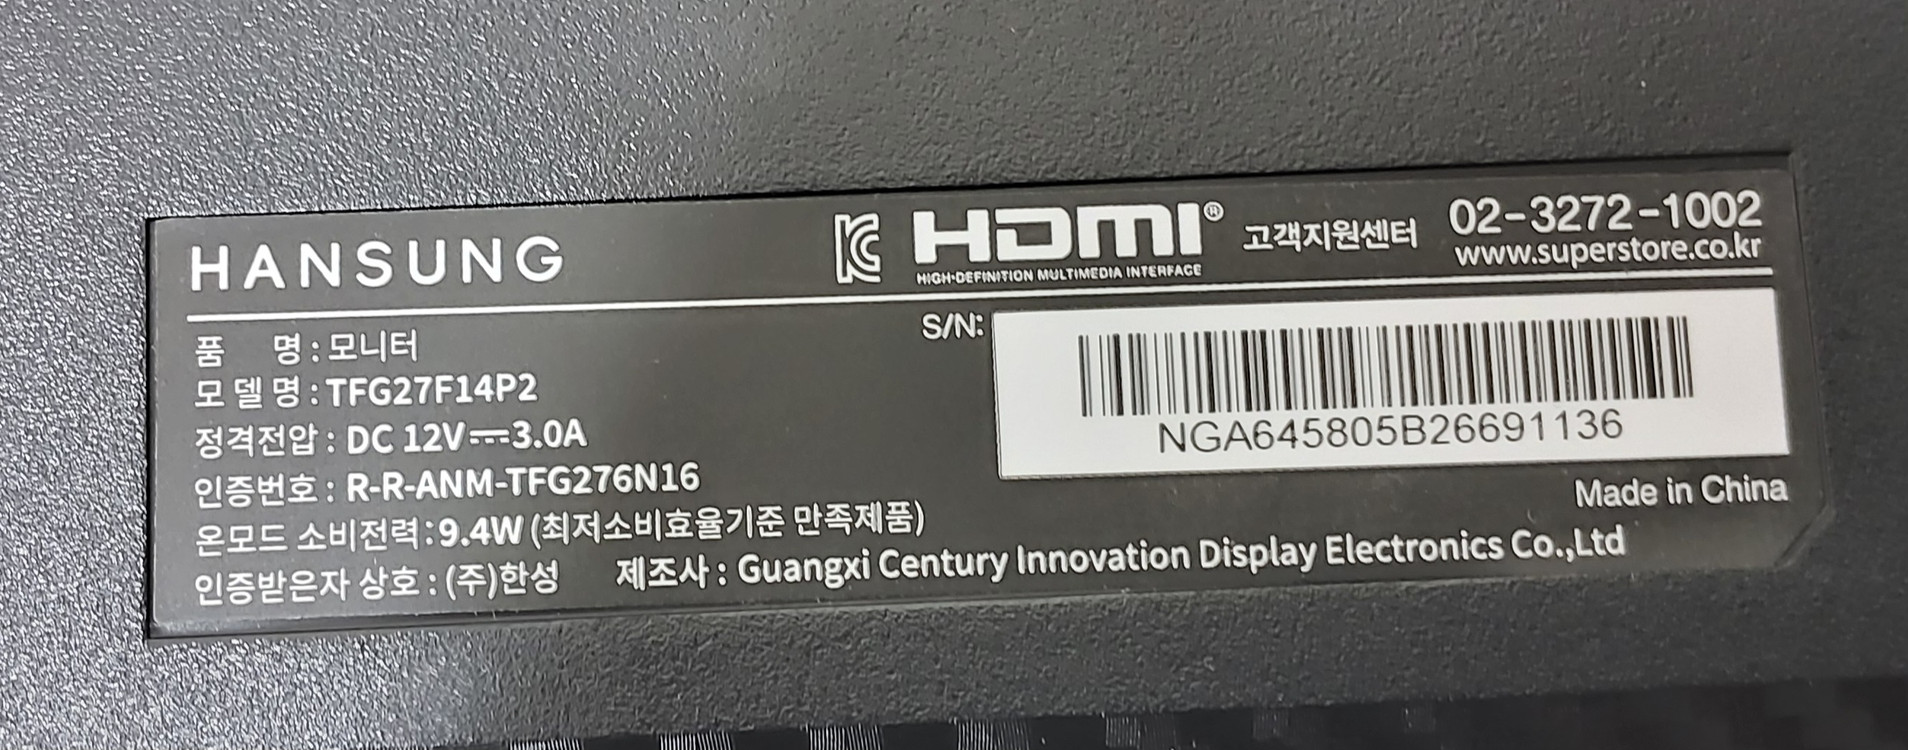 HANSUNG
HDMI®
HIGH-DEFINITION MULTIMEDIA INTERFACE
고객지원센터
02-3272-1002
www.superstore.co.kr
품 명 : 모니터
모 델 명 : TFG27F14P2
정격전압 : DC 12V⎓3.0A
인증번호 : R-R-ANM-TFG276N16
온모드 소비전력:9.4W (최저소비효율기준 만족제품)
인증받은자 상호 : (주)한성 제조사 : Guangxi Century Innovation Display Electronics Co.,Ltd
S/N:
NGA645805B26691136
Made in China